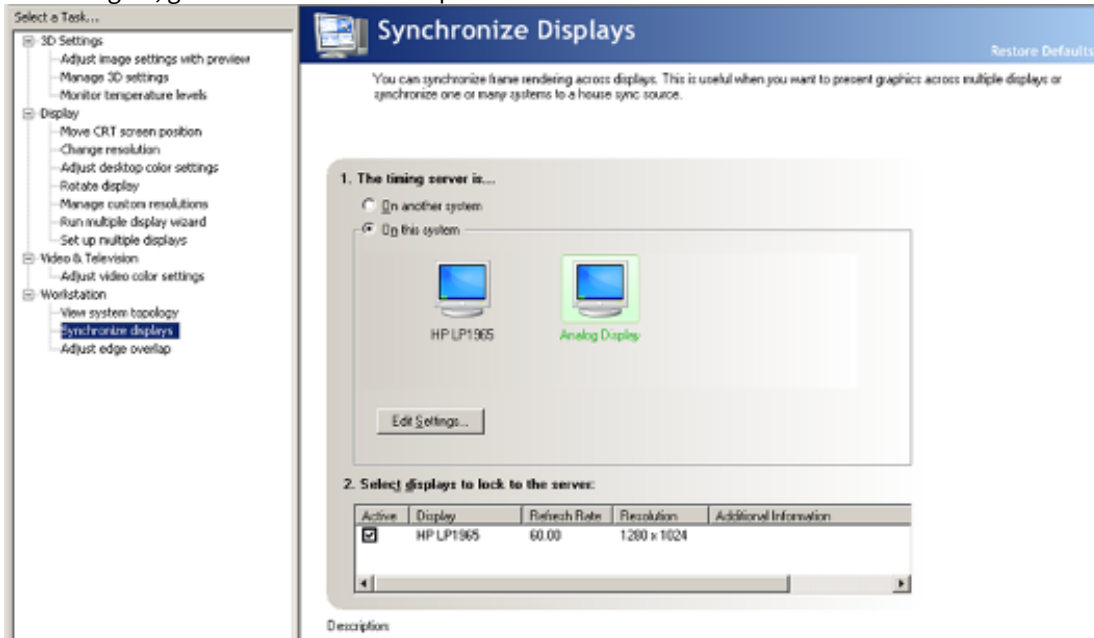 Select a Task...
3D Settings
Adjust image settings with preview
Manage 3D settings
Monitor temperature levels
Display
Move CRT screen position
Change resolution
Adjust desktop color settings
Rotate display
Manage custom resolutions
Run multiple display wizard
Set up multiple displays
Video & Television
Adjust video color settings
Workstation
View system topology
Synchronize displays
Adjust edge overlap
Synchronize Displays
Restore Defaults
You can synchronize frame rendering across displays. This is useful when you want to present graphics across multiple displays or
synchronize one or many systems to a house sync source.
1. The timing server is...
On another system
On this system
HP LP1965
Analog Display
Edit Settings...
2. Select displays to lock to the server:
Active Display Refresh Rate Resolution Additional Information
HP LP1965 60.00 1280 x 1024
Description: